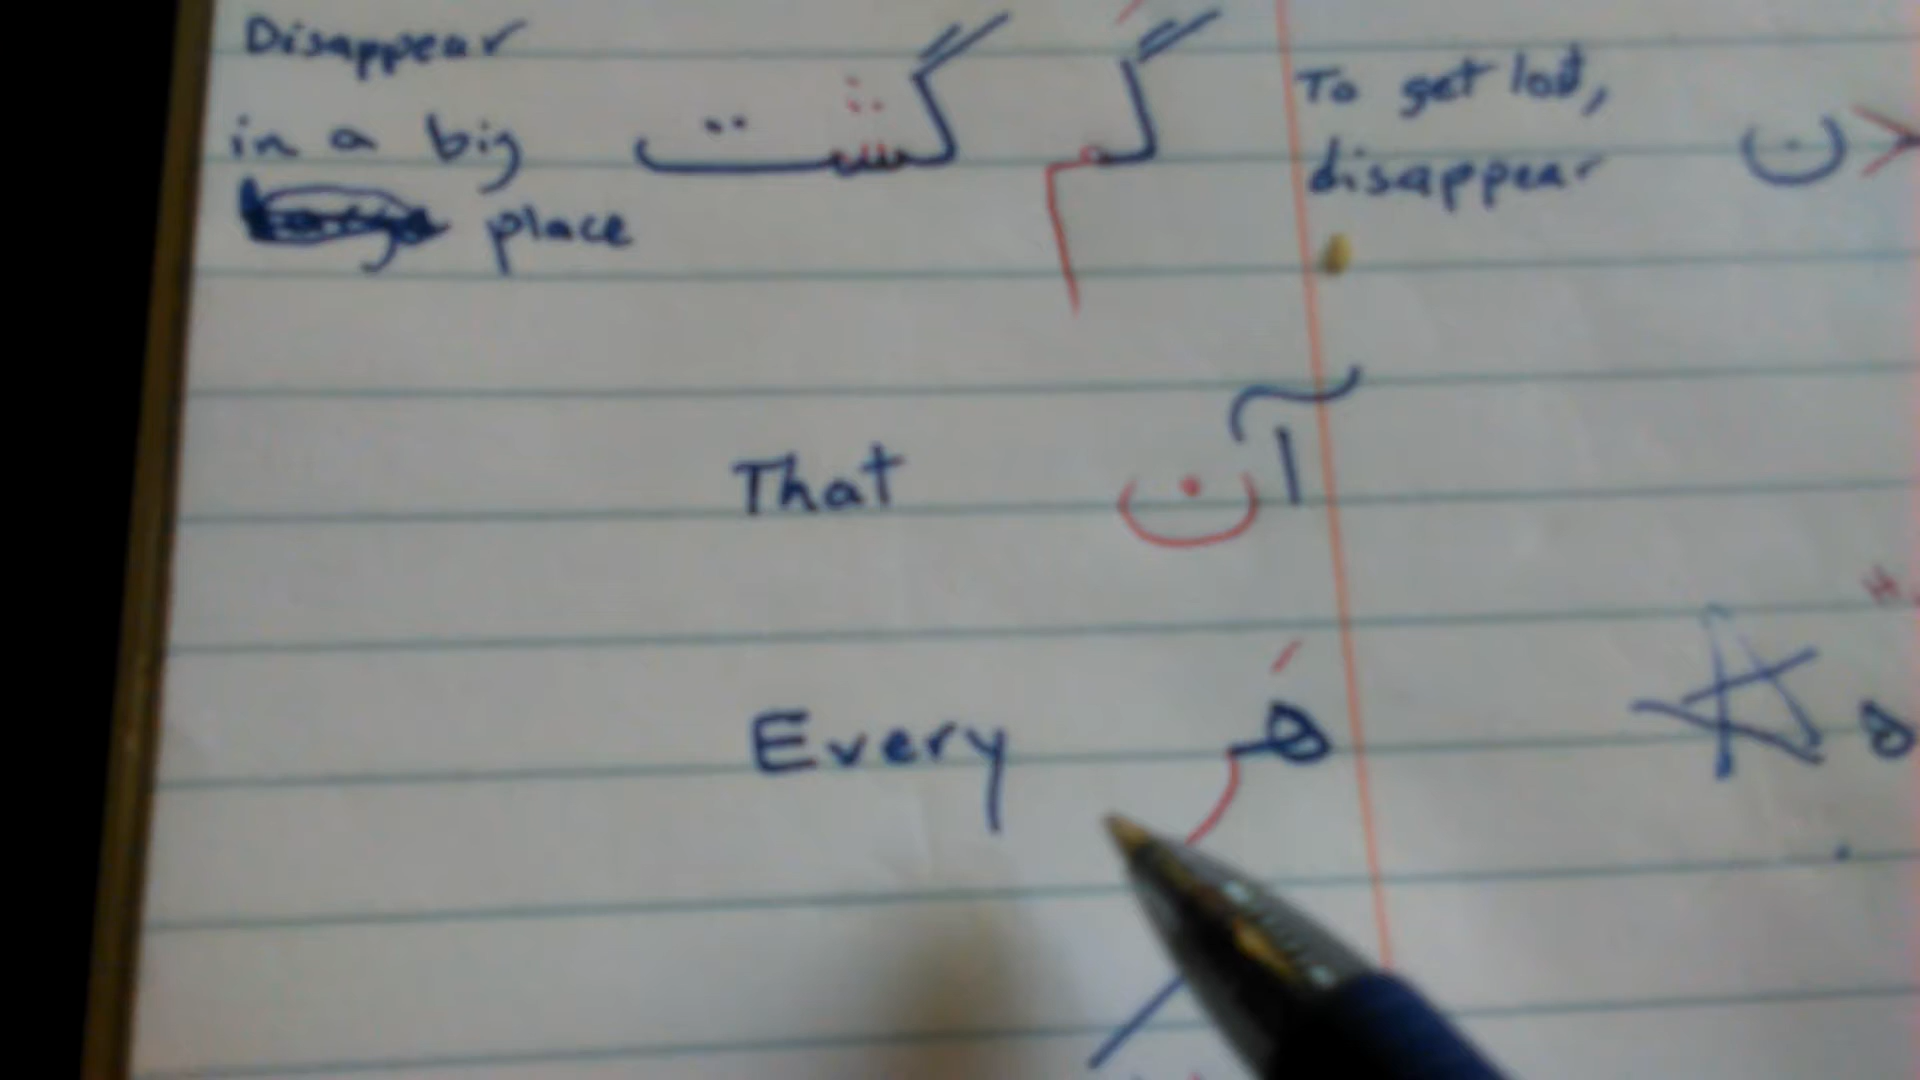 Disappear
in a big
place
گم گشت
To get lost,
disappear
That
آن
Every
هر